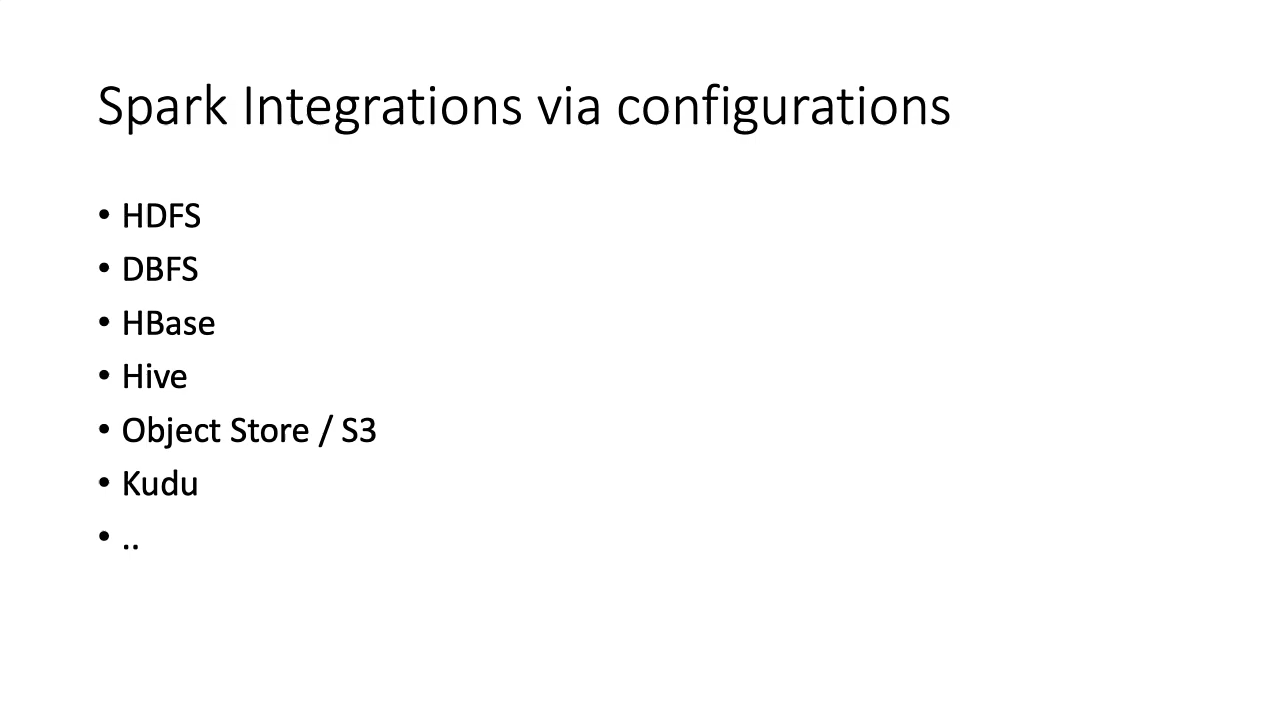 Spark Integrations via configurations
• HDFS
• DBFS
• HBase
• Hive
• Object Store / S3
• Kudu
• ..